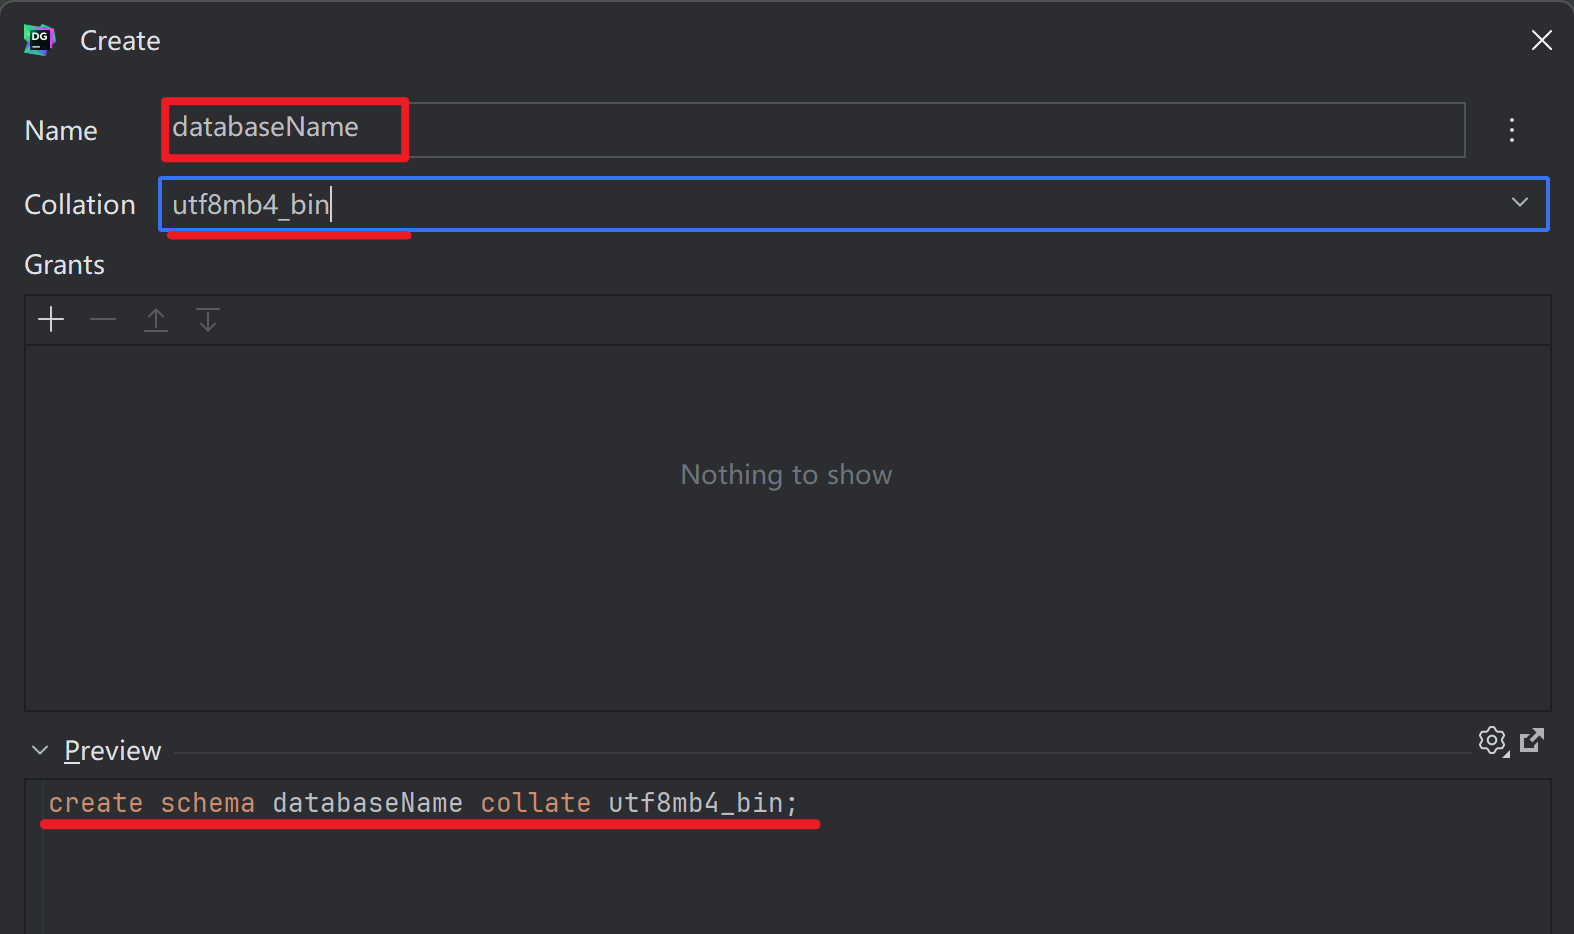 DG
Create
Name
databaseName
Collation
utf8mb4_bin
Grants
Nothing to show
Preview
create schema databaseName collate utf8mb4_bin;